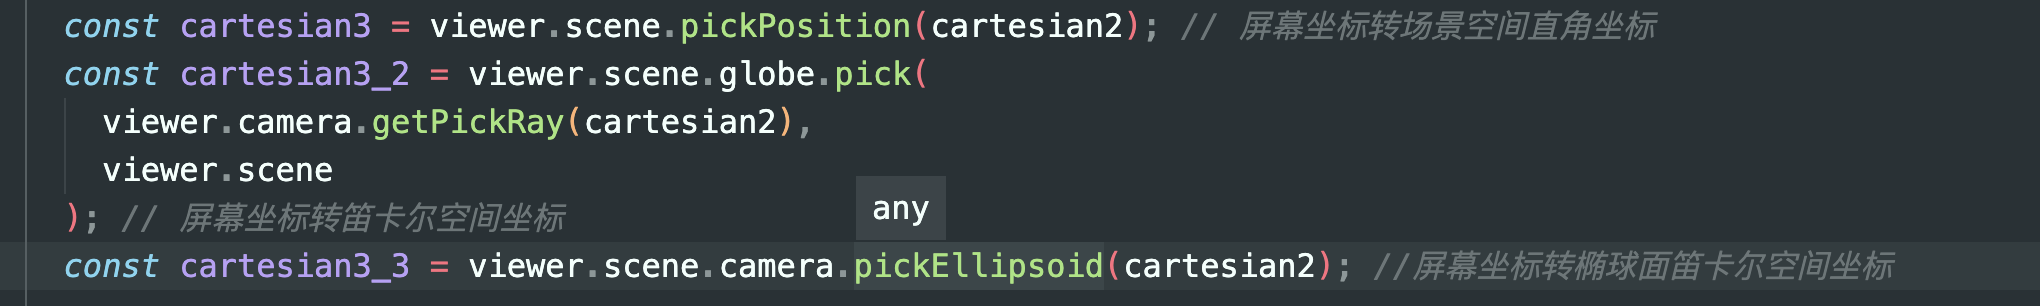 const cartesian3 = viewer.scene.pickPosition(cartesian2); // 屏幕坐标转场景空间直角坐标
const cartesian3_2 = viewer.scene.globe.pick(
viewer.camera.getPickRay(cartesian2),
viewer.scene
); // 屏幕坐标转笛卡尔空间坐标
any
const cartesian3_3 = viewer.scene.camera.pickEllipsoid(cartesian2); //屏幕坐标转椭球面笛卡尔空间坐标